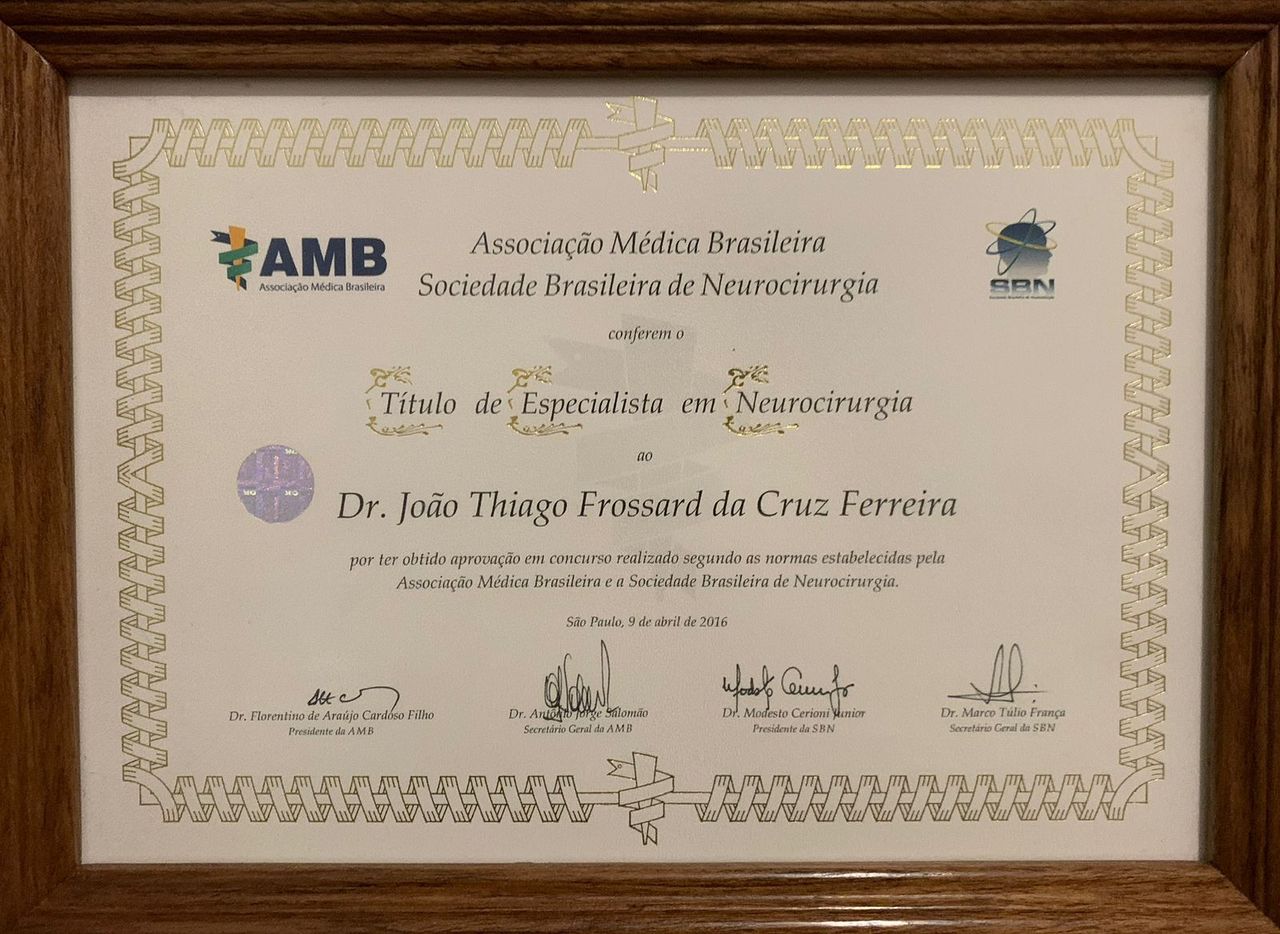 AMB
Associação Médica Brasileira
Associação Médica Brasileira
Sociedade Brasileira de Neurocirurgia
SBN
conferem o
Título de Especialista em Neurocirurgia
ao
Dr. João Thiago Frossard da Cruz Ferreira
por ter obtido aprovação em concurso realizado segundo as normas estabelecidas pela
Associação Médica Brasileira e a Sociedade Brasileira de Neurocirurgia.
São Paulo, 9 de abril de 2016
Dr. Florentino de Araújo Cardoso Filho
Presidente da AMB
Dr. Antônio Jorge Salomão
Secretário Geral da AMB
Dr. Modesto Cerioni Junior
Presidente da SBN
Dr. Marco Túlio França
Secretário Geral da SBN